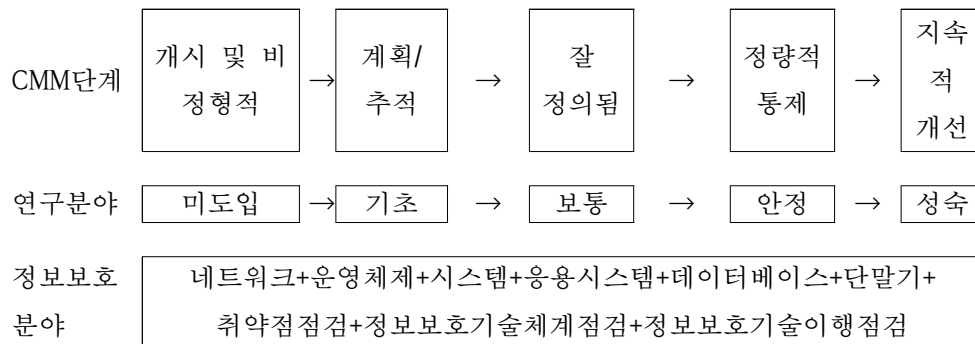 개시 및 비 계획/ 잘 정량적 지속
CMM단계 → → → → 적
정형적 추적 정의됨 통제 개선
연구분야 미도입 → 기초 → 보통 → 안정 → 성숙
정보보호 네트워크+운영체제+시스템+응용시스템+데이터베이스+단말기+
분야 취약점점검+정보보호기술체계점검+정보보호기술이행점검